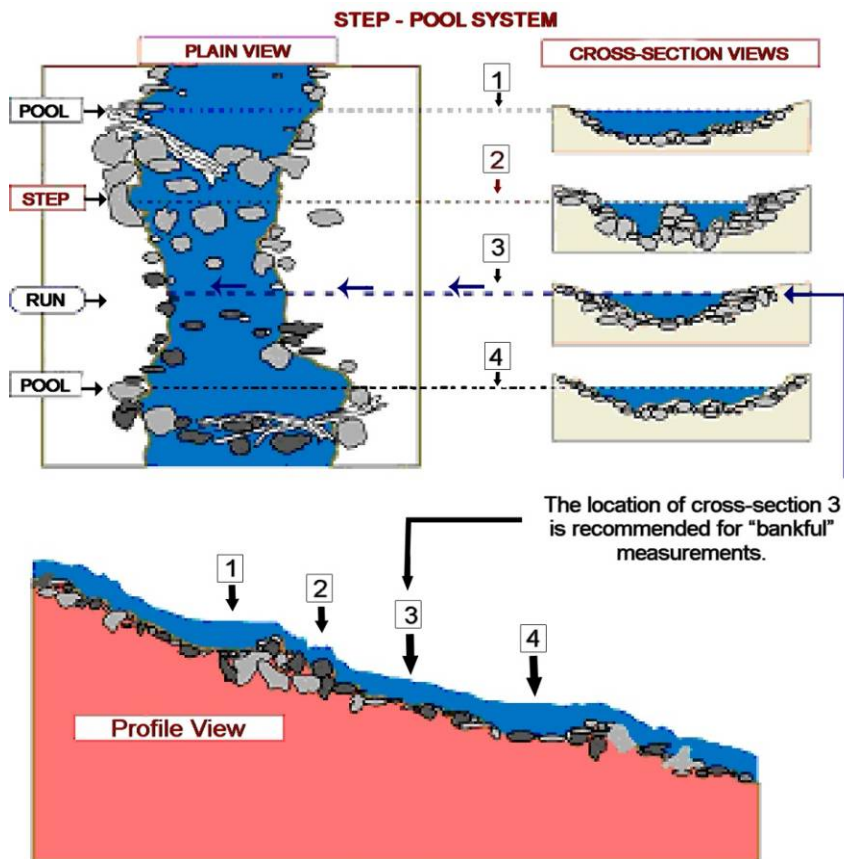 STEP - POOL SYSTEM
PLAIN VIEW
CROSS-SECTION VIEWS
POOL
STEP
RUN
POOL
1
2
3
4
The location of cross-section 3
is recommended for “bankful”
measurements.
1
2
3
4
Profile View